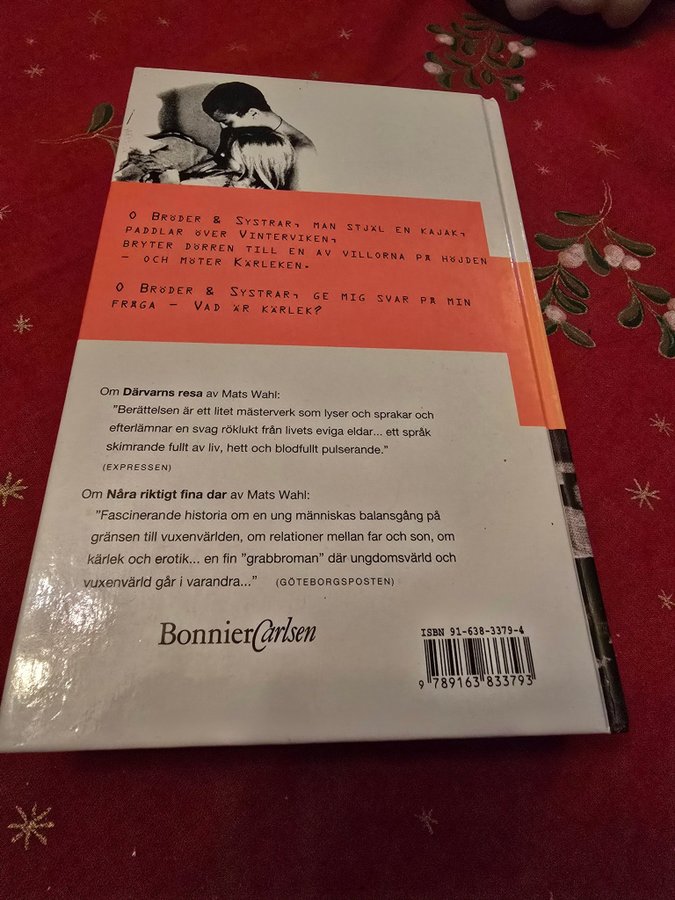 O Bröder & Systrar, man stjäl en kajak,
paddlar över Vinterviken,
bryter dörren till en av villorna på höjden
– och möter Kärleken.
O Bröder & Systrar, ge mig svar på min
fråga – Vad är kärlek?
Om Därvarns resa av Mats Wahl:
"Berättelsen är ett litet mästerverk som lyser och sprakar och
efterlämnar en svag röklukt från livets eviga eldar... ett språk
skimrande fullt av liv, hett och blodfullt pulserande."
(EXPRESSEN)
Om Nåra riktigt fina dar av Mats Wahl:
"Fascinerande historia om en ung människas balansgång på
gränsen till vuxenvärlden, om relationer mellan far och son, om
kärlek och erotik... en fin "grabbroman" där ungdomsvärld och
vuxenvärld går i varandra..." (GÖTEBORGSPOSTEN)
BonnierCarlsen
ISBN 91-638-3379-4
9 789163 833793